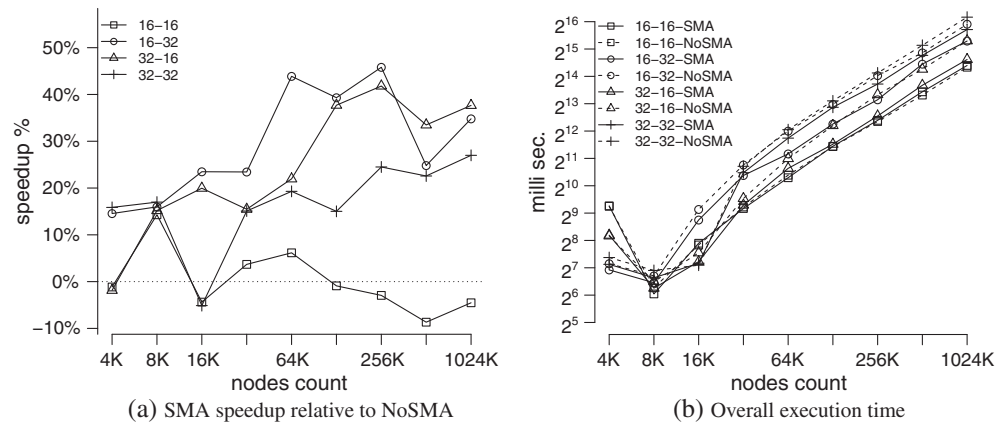 16−16
16−32
32−16
32−32
50%
40%
30%
20%
10%
0%
−10%
speedup %
4K 8K 16K 64K 256K 1024K
nodes count
(a) SMA speedup relative to NoSMA
16−16−SMA
16−16−NoSMA
16−32−SMA
16−32−NoSMA
32−16−SMA
32−16−NoSMA
32−32−SMA
32−32−NoSMA
2^16
2^15
2^14
2^13
2^12
2^11
2^10
2^9
2^8
2^7
2^6
2^5
milli sec.
4K 8K 16K 64K 256K 1024K
nodes count
(b) Overall execution time